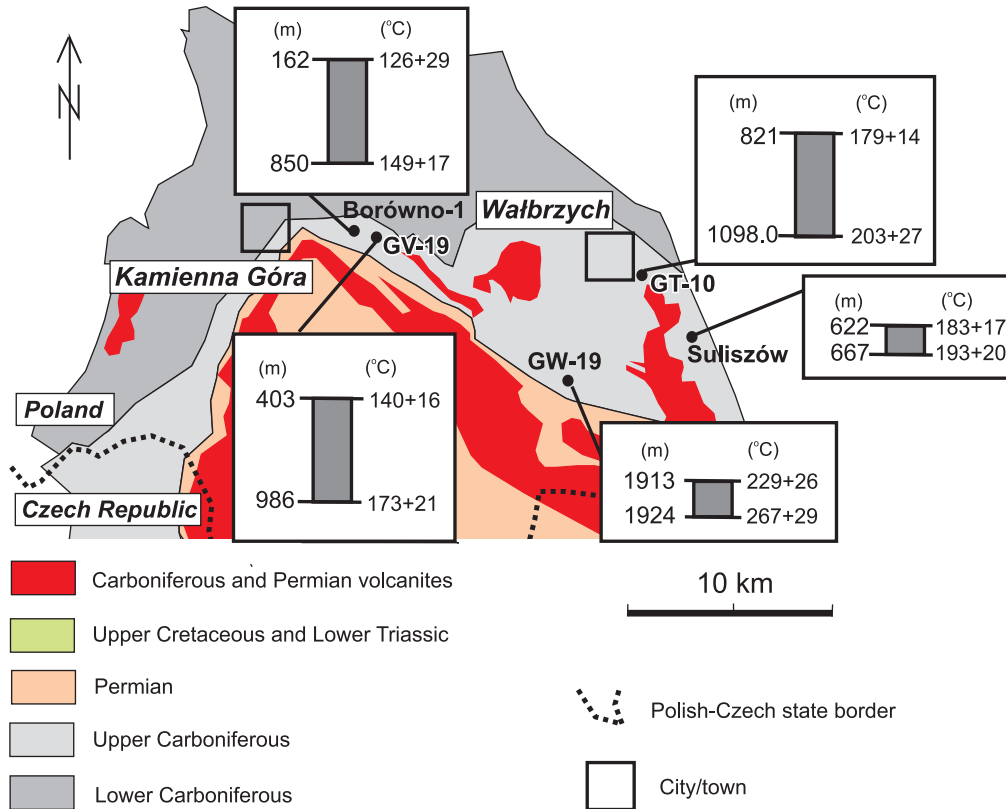 N
(m) (°C)
162 126+29
850 149+17
(m) (°C)
821 179+14
1098.0 203+27
Borówno-1
GV-19
Wałbrzych
Kamienna Góra
GT-10
(m) (°C)
622 183+17
667 193+20
Suliszów
GW-19
(m) (°C)
403 140+16
986 173+21
Poland
Czech Republic
(m) (°C)
1913 229+26
1924 267+29
Carboniferous and Permian volcanites
Upper Cretaceous and Lower Triassic
Permian
Upper Carboniferous
Lower Carboniferous
10 km
Polish-Czech state border
City/town